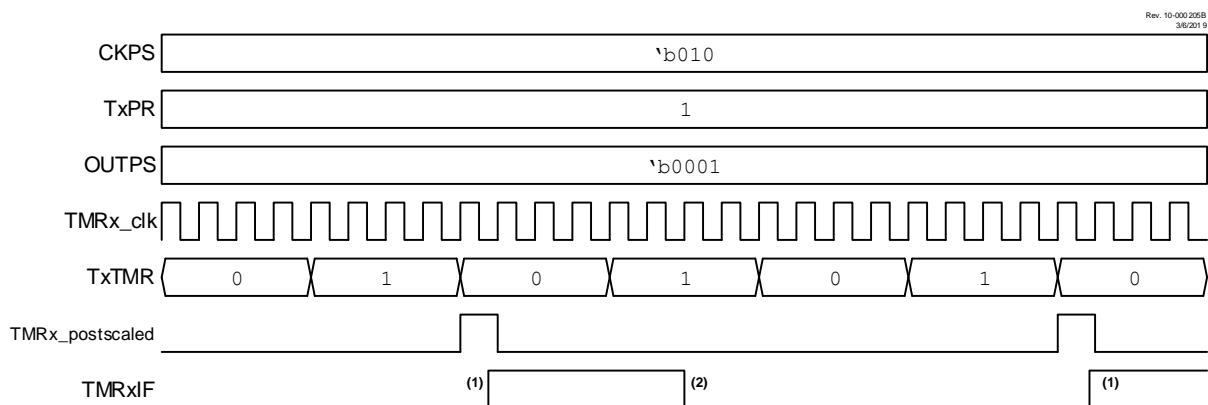 Rev. 10-000205B
3/6/2019
CKPS 'b010
TxPR 1
OUTPS 'b0001
TMRx_clk
TxTMR 0 1 0 1 0 1 0
TMRx_postscaled
TMRxIF (1) (2) (1)